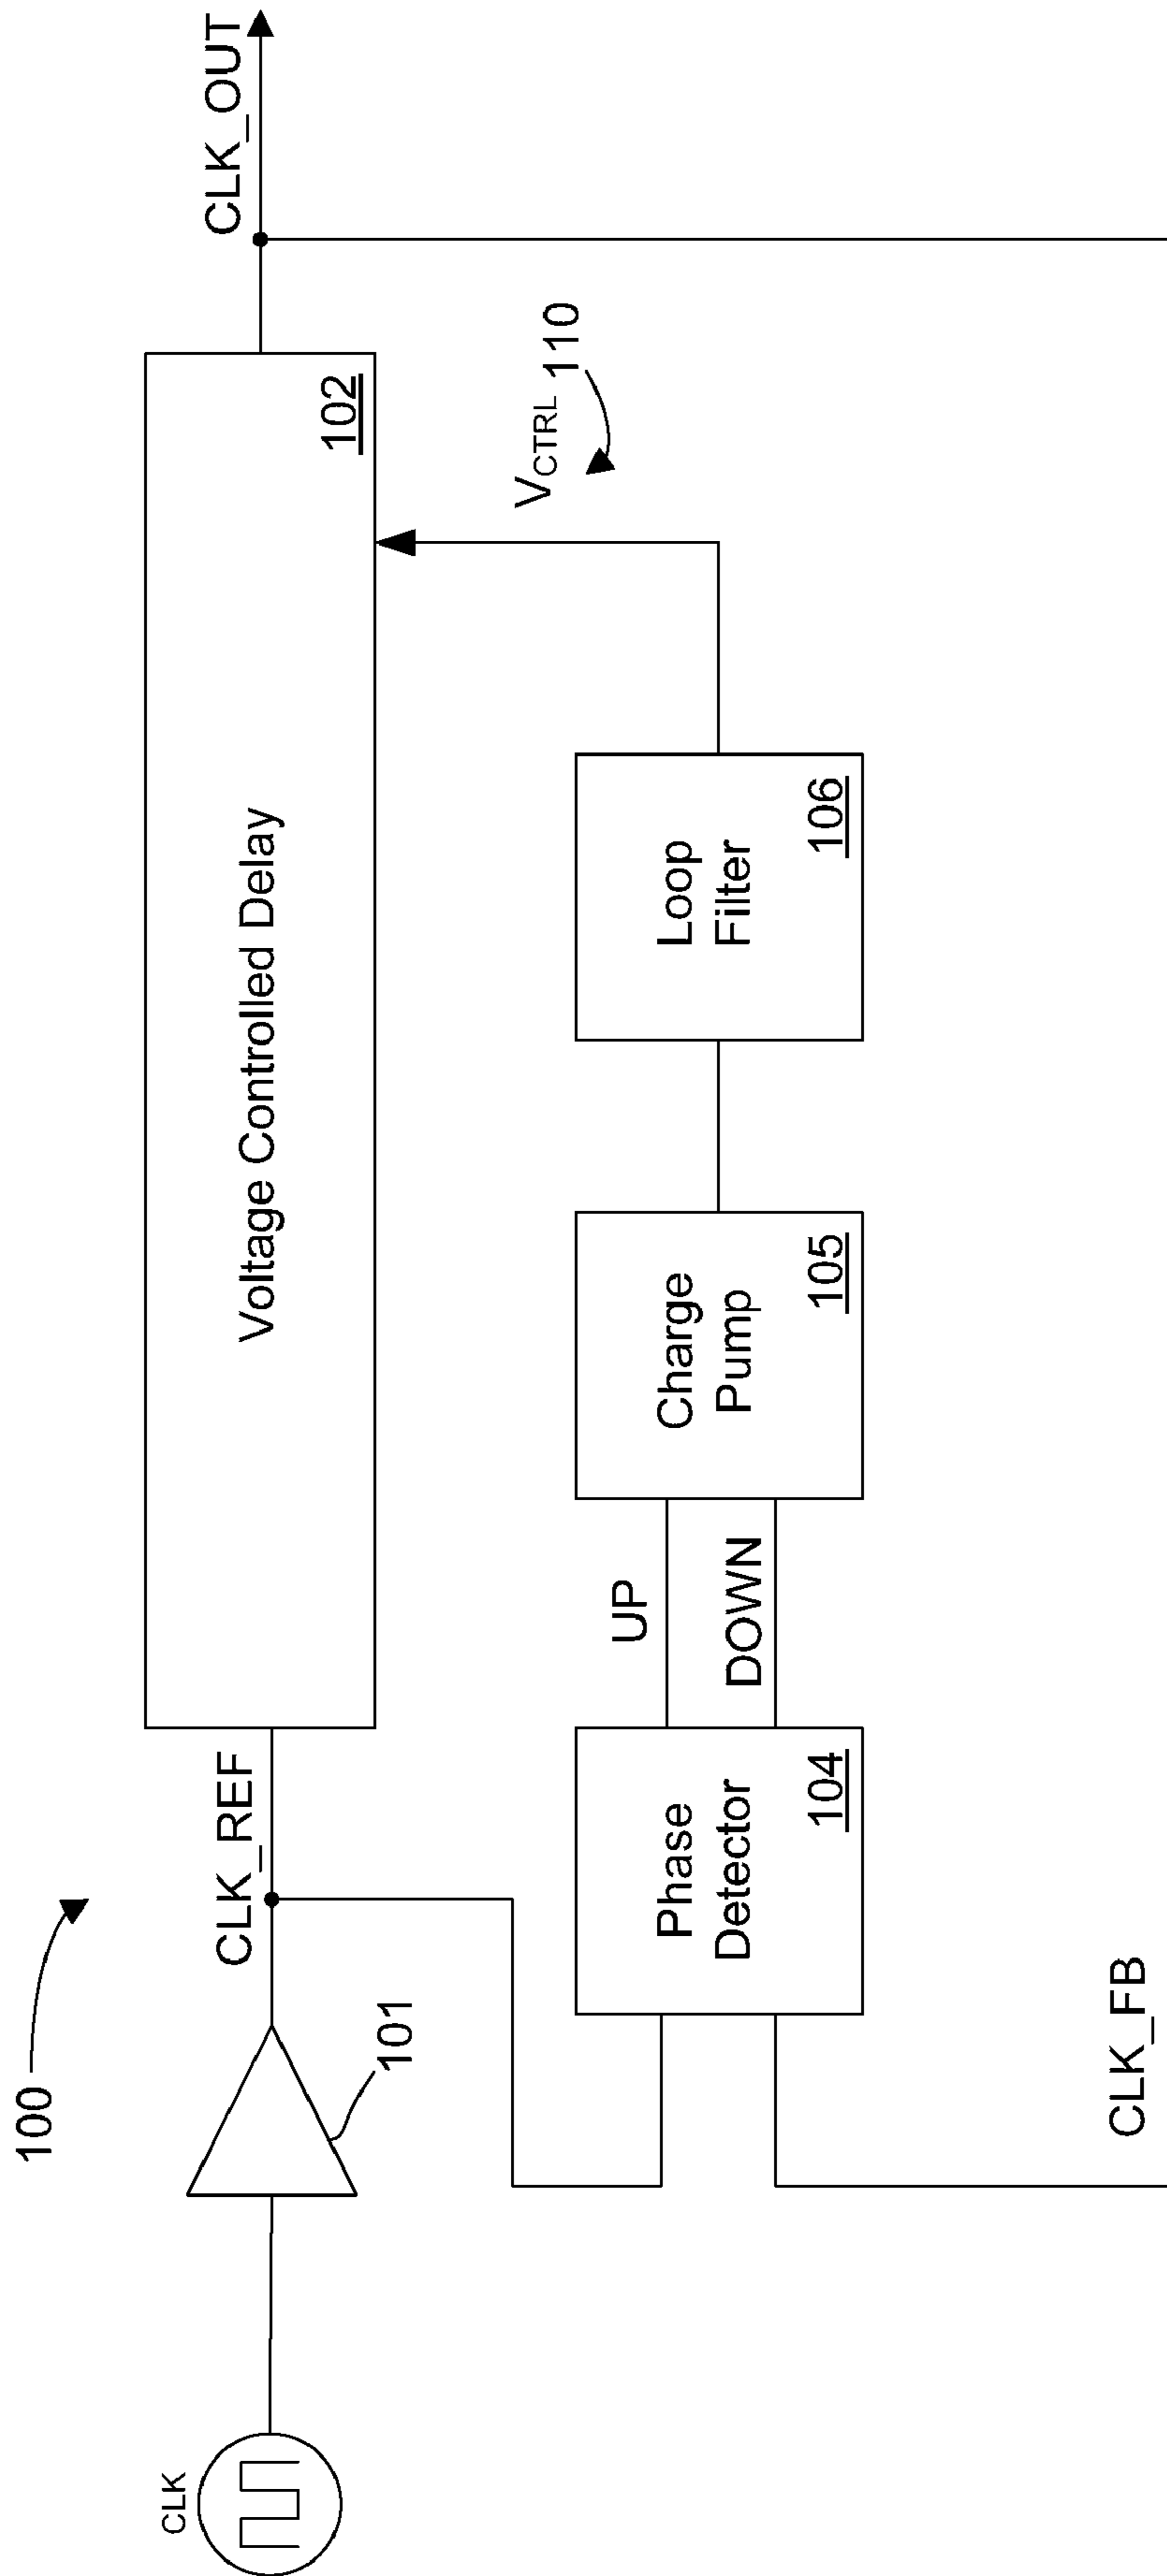 100
CLK
101
CLK_REF
Voltage Controlled Delay
102
CLK_OUT
V_CTRL 110
Phase
Detector
104
UP
DOWN
Charge
Pump
105
Loop
Filter
106
CLK_FB